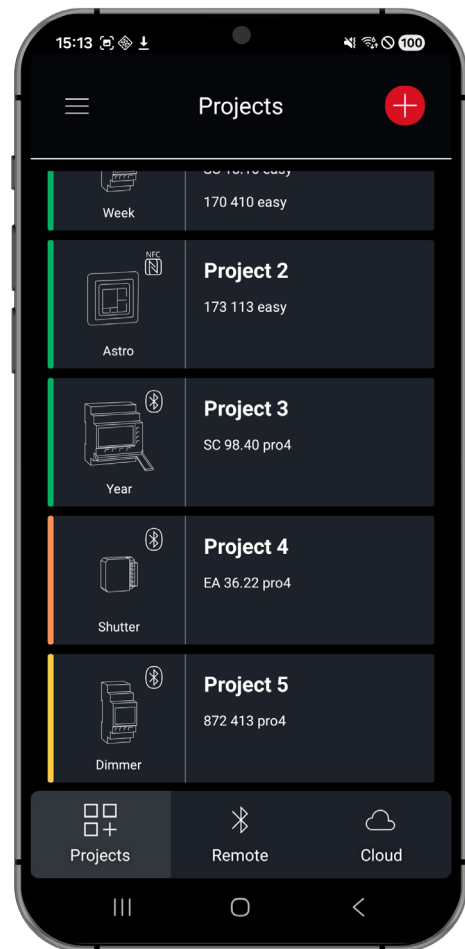 15:13
100
Projects
170 410 easy
Week
NFC
Project 2
173 113 easy
Astro
Project 3
SC 98.40 pro4
Year
Project 4
EA 36.22 pro4
Shutter
Project 5
872 413 pro4
Dimmer
Projects
Remote
Cloud